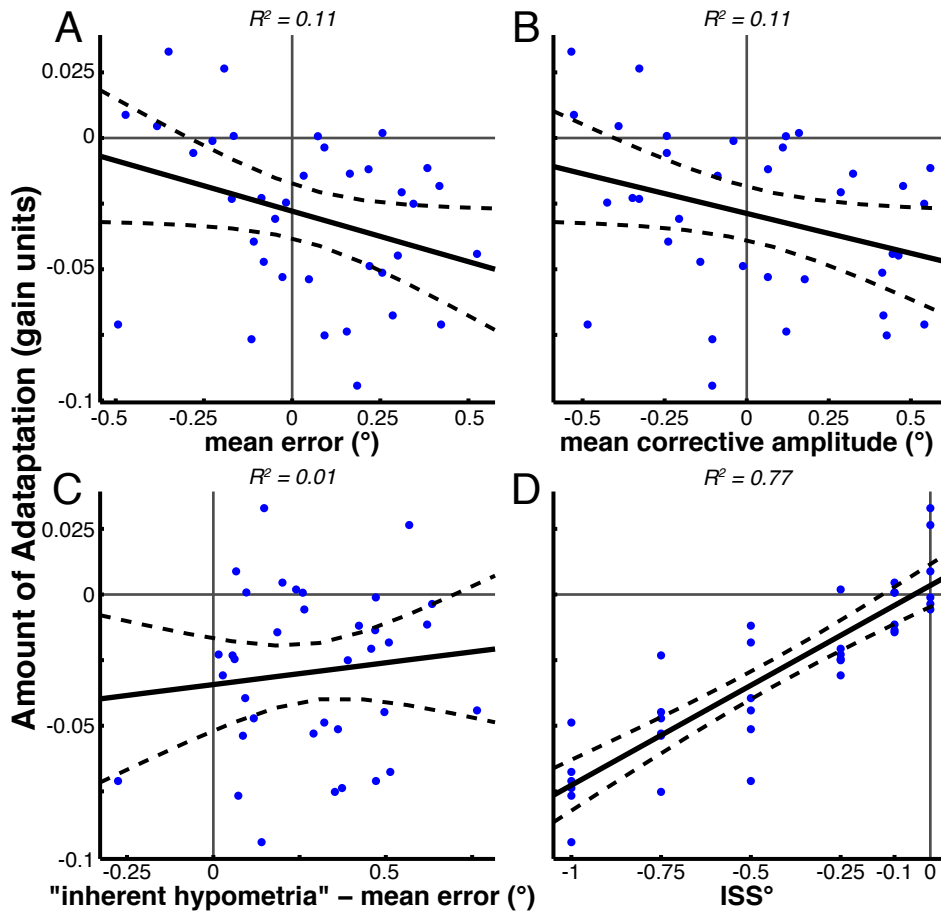 A
R² = 0.11
B
R² = 0.11
0.025
0
-0.05
-0.1
-0.5
-0.25
0
0.25
0.5
mean error (°)
-0.5
-0.25
0
0.25
0.5
mean corrective amplitude (°)
Amount of Adataptation (gain units)
C
R² = 0.01
D
R² = 0.77
0.025
0
-0.05
-0.1
-0.25
0
0.25
0.5
"inherent hypometria" – mean error (°)
-1
-0.75
-0.5
-0.25
-0.1
0
ISS°